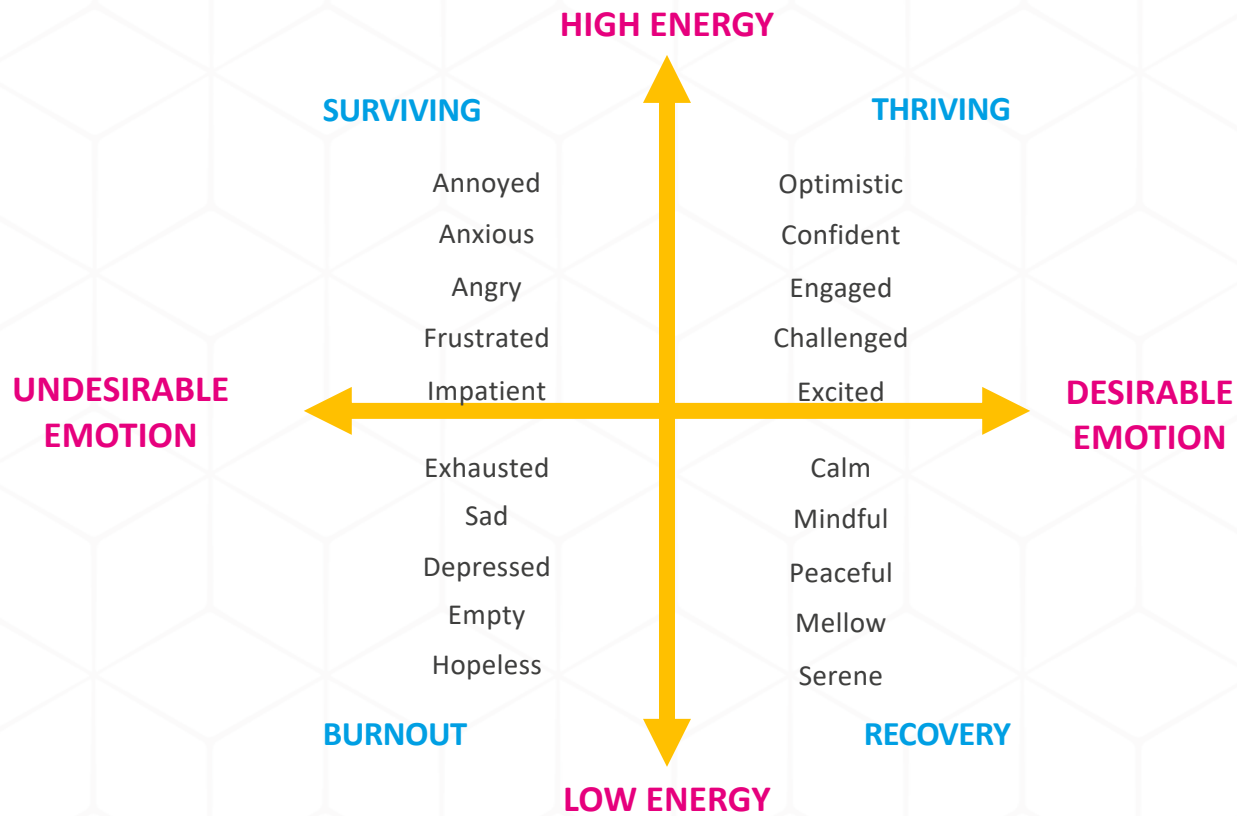 HIGH ENERGY
SURVIVING
THRIVING
Annoyed
Optimistic
Anxious
Confident
Angry
Engaged
Frustrated
Challenged
Impatient
Excited
UNDESIRABLE
EMOTION
DESIRABLE
EMOTION
Exhausted
Calm
Sad
Mindful
Depressed
Peaceful
Empty
Mellow
Hopeless
Serene
BURNOUT
RECOVERY
LOW ENERGY